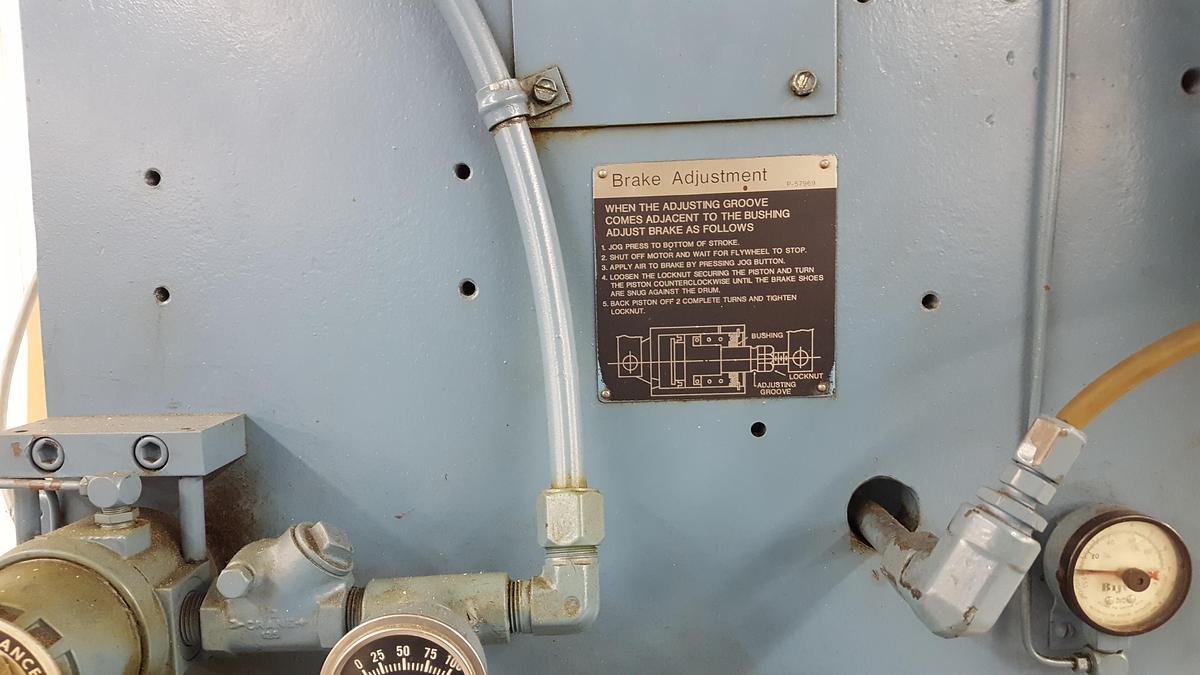 Brake Adjustment
P-57969
WHEN THE ADJUSTING GROOVE
COMES ADJACENT TO THE BUSHING
ADJUST BRAKE AS FOLLOWS
1. JOG PRESS TO BOTTOM OF STROKE.
2. SHUT OFF MOTOR AND WAIT FOR FLYWHEEL TO STOP.
3. APPLY AIR TO BRAKE BY PRESSING JOG BUTTON.
4. LOOSEN THE LOCKNUT SECURING THE PISTON AND TURN
THE PISTON COUNTERCLOCKWISE UNTIL THE BRAKE SHOES
ARE SNUG AGAINST THE DRUM.
5. BACK PISTON OFF 2 COMPLETE TURNS AND TIGHTEN
LOCKNUT.
BUSHING
LOCKNUT
ADJUSTING
GROOVE
CRANE
ANCE
0 25 50 75 100